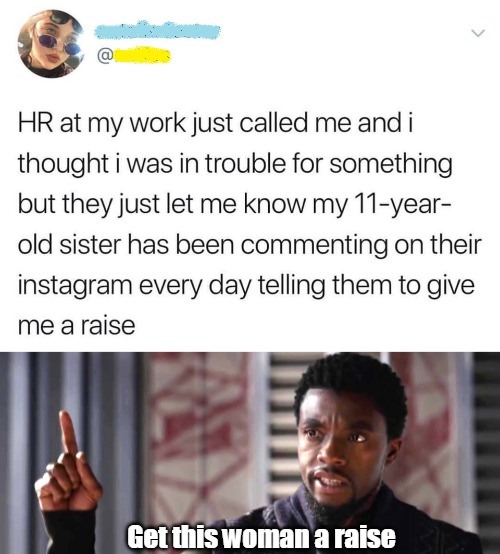 @
HR at my work just called me and i
thought i was in trouble for something
but they just let me know my 11-year-
old sister has been commenting on their
instagram every day telling them to give
me a raise
Get this woman a raise